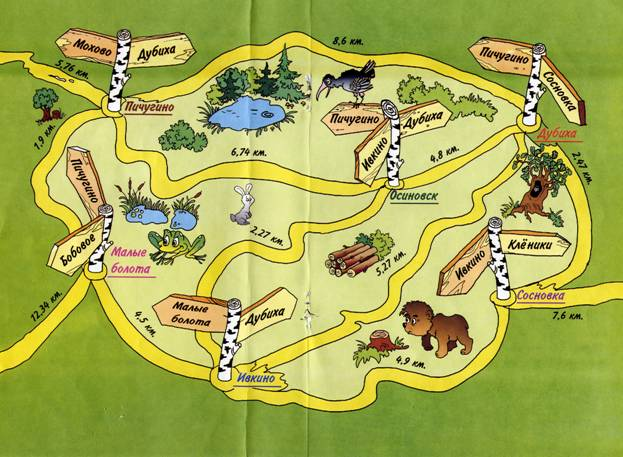 Мохово
Дубиха
5,76 км.
Пичугино
8,6 км.
Пичугино
Сосновка
Дубиха
1,9 км.
Пичугино
Дубиха
Ивкино
6,74 км.
4,8 км.
Осиновск
2,47 км.
Пичугино
Бобовое
Малые
болота
2,27 км.
5,27 км.
Ивкино
Клёники
Сосновка
7,6 км.
12,34 км.
4,5 км.
Малые
болота
Дубиха
Ивкино
4,9 км.